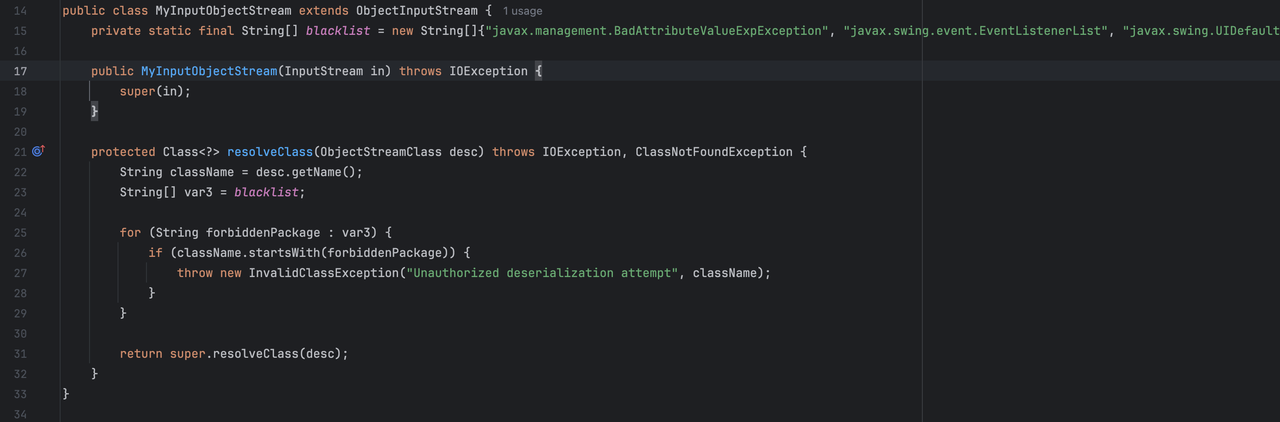 14 public class MyInputObjectStream extends ObjectInputStream { 1 usage
15 private static final String[] blacklist = new String[]{"javax.management.BadAttributeValueExpException", "javax.swing.event.EventListenerList", "javax.swing.UIDefault
16
17 public MyInputObjectStream(InputStream in) throws IOException {
18 super(in);
19 }
20
21 protected Class<?> resolveClass(ObjectStreamClass desc) throws IOException, ClassNotFoundException {
22 String className = desc.getName();
23 String[] var3 = blacklist;
24
25 for (String forbiddenPackage : var3) {
26 if (className.startsWith(forbiddenPackage)) {
27 throw new InvalidClassException("Unauthorized deserialization attempt", className);
28 }
29 }
30
31 return super.resolveClass(desc);
32 }
33 }
34